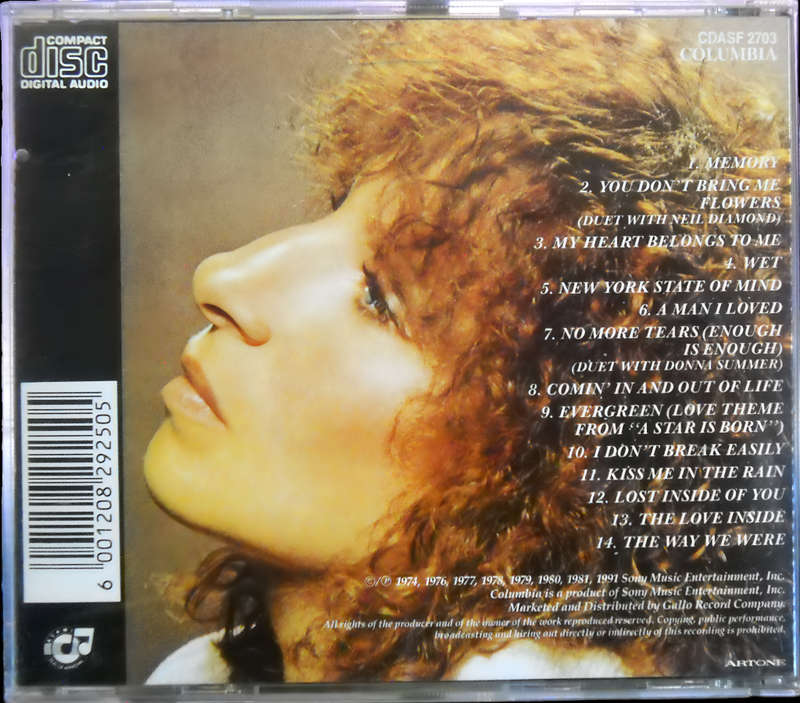 COMPACT
disc
DIGITAL AUDIO
CDASF 2703
COLUMBIA
1. MEMORY
2. YOU DON'T BRING ME
FLOWERS
(DUET WITH NEIL DIAMOND)
3. MY HEART BELONGS TO ME
4. WET
5. NEW YORK STATE OF MIND
6. A MAN I LOVED
7. NO MORE TEARS (ENOUGH
IS ENOUGH)
(DUET WITH DONNA SUMMER)
8. COMIN' IN AND OUT OF LIFE
9. EVERGREEN (LOVE THEME
FROM "A STAR IS BORN")
10. I DON'T BREAK EASILY
11. KISS ME IN THE RAIN
12. LOST INSIDE OF YOU
13. THE LOVE INSIDE
14. THE WAY WE WERE
©/℗ 1974, 1976, 1977, 1978, 1979, 1980, 1981, 1991 Sony Music Entertainment, Inc.
Columbia is a product of Sony Music Entertainment, Inc.
Marketed and Distributed by Gallo Record Company.
All rights of the producer and of the owner of the work reproduced reserved. Copying, public performance,
broadcasting and hiring out directly or indirectly of this recording is prohibited.
ARTONE
6 001208 292505